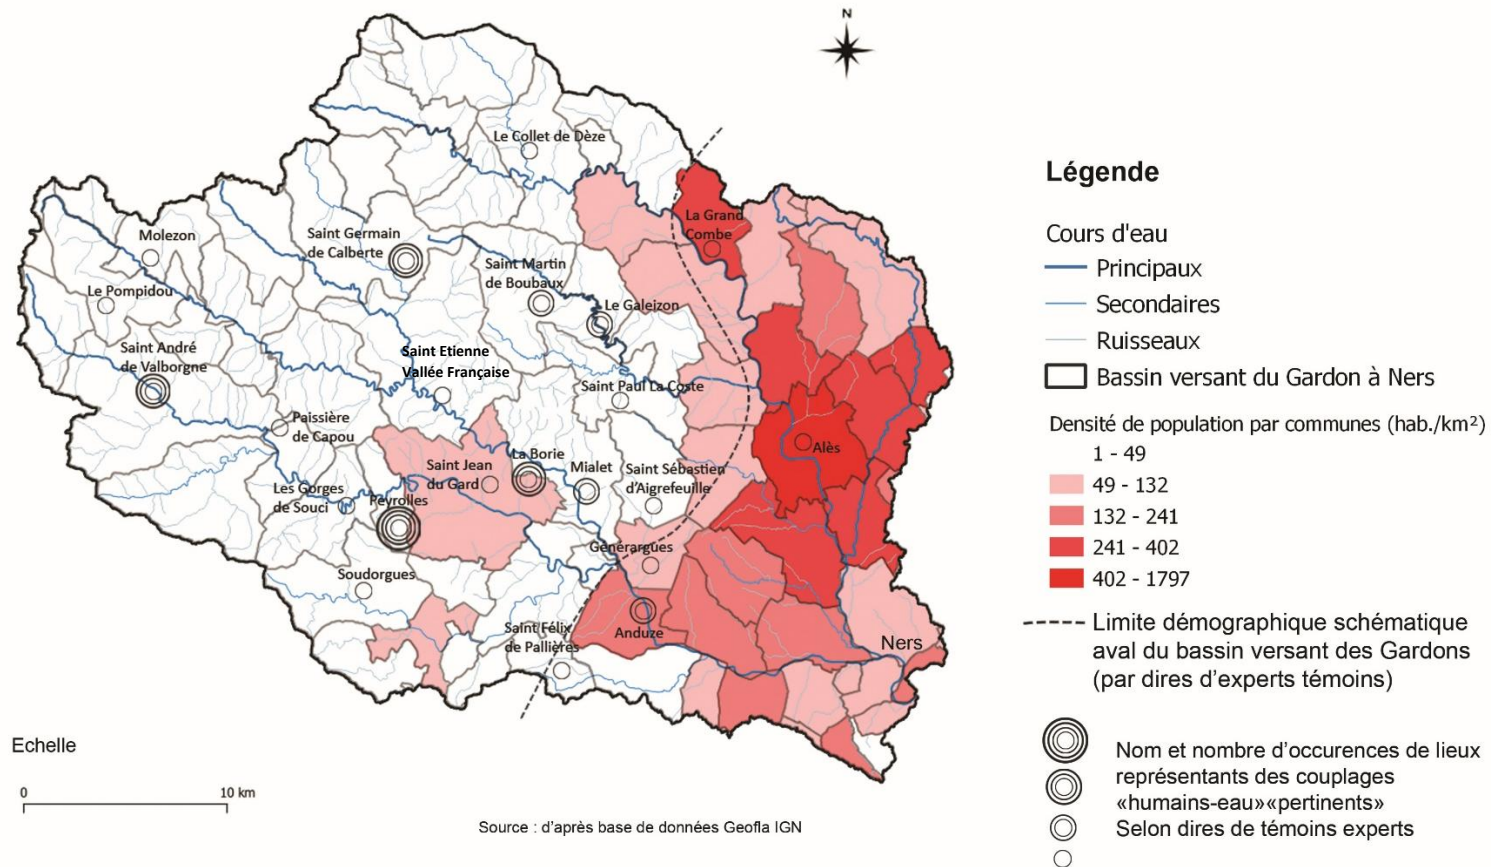 N
Le Collet de Dèze
La Grand
Combe
Molezon
Saint Germain
de Calberte
Saint Martin
de Boubaux
Le Pompidou
Le Galeizon
Saint André
de Valborgne
Saint Etienne
Vallée Française
Saint Paul La Coste
Paissière
de Capou
Alès
La Borie
Saint Jean
du Gard
Mialet
Saint Sébastien
d'Aigrefeuille
Les Gorges
de Souci
Peyrolles
Générargues
Soudorgues
Anduze
Saint Félix
de Pallières
Ners
Echelle
0 10 km
Source : d'après base de données Geofla IGN
Légende
Cours d'eau
Principaux
Secondaires
Ruisseaux
Bassin versant du Gardon à Ners
Densité de population par communes (hab./km²)
1 - 49
49 - 132
132 - 241
241 - 402
402 - 1797
Limite démographique schématique
aval du bassin versant des Gardons
(par dires d'experts témoins)
Nom et nombre d'occurences de lieux
représentants des couplages
«humains-eau»«pertinents»
Selon dires de témoins experts